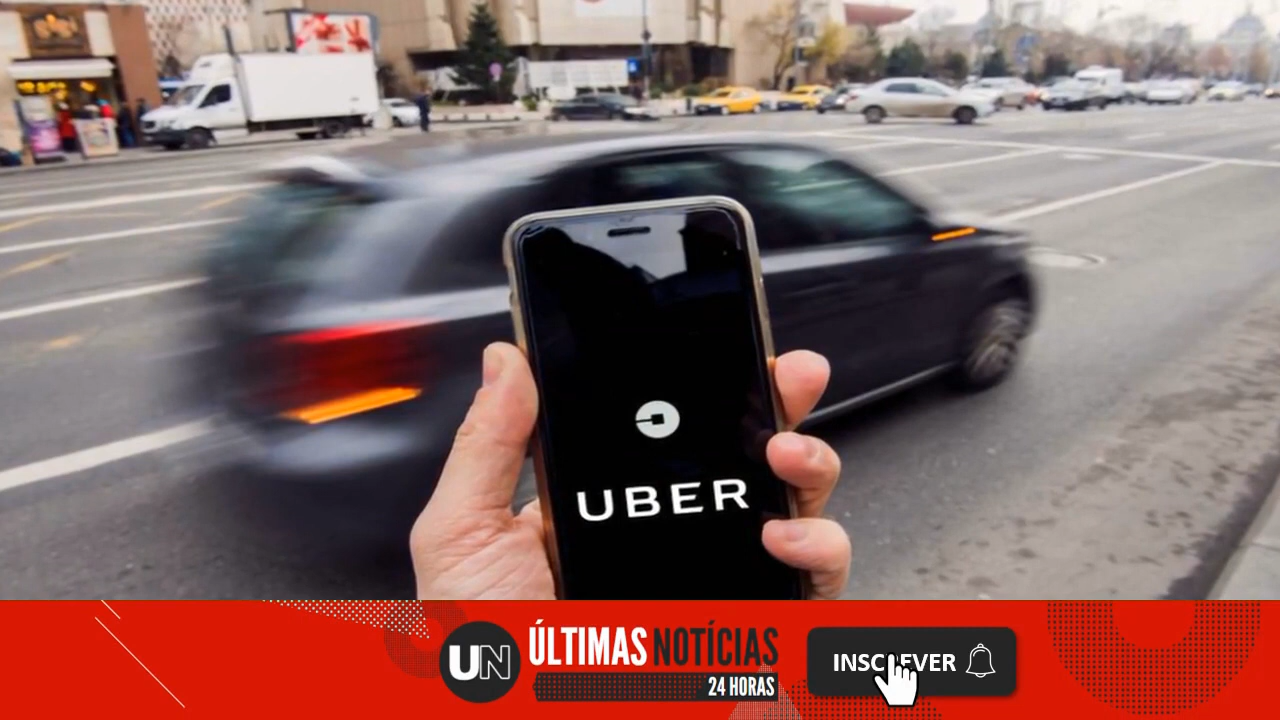 UBER
UN
ÚLTIMAS NOTÍCIAS
24 HORAS
INSCREVER